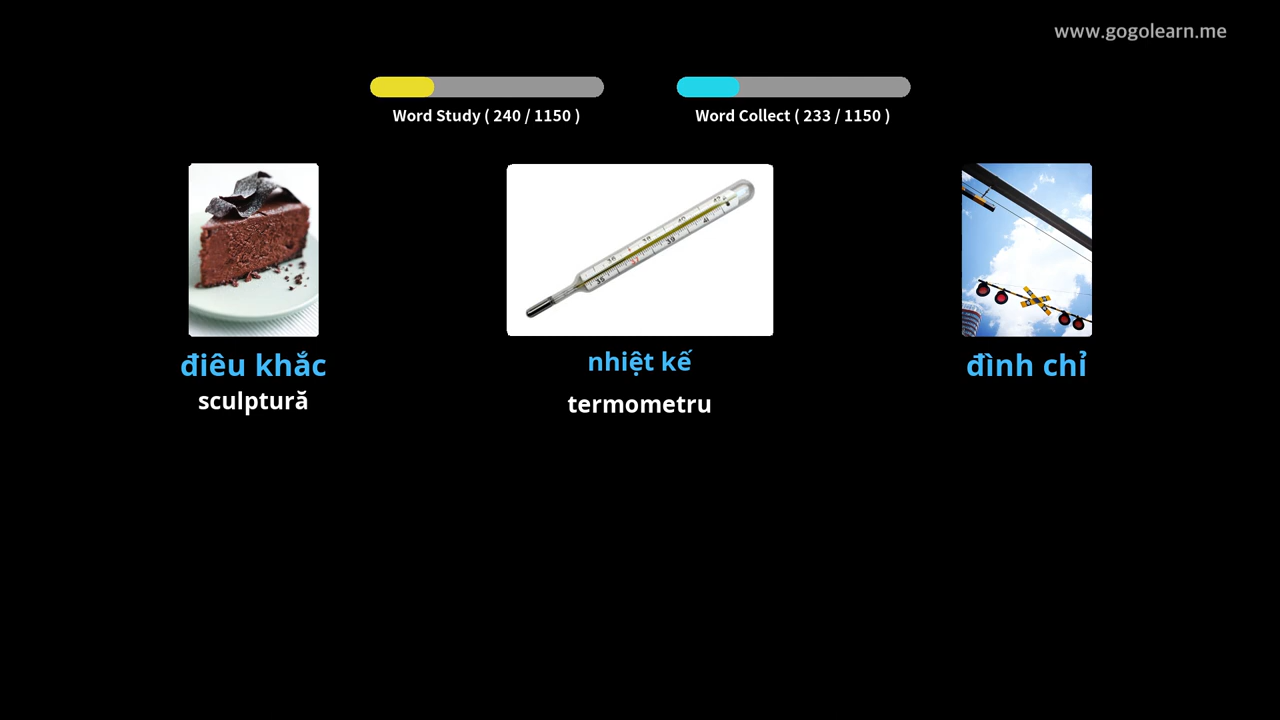 www.gogolearn.me
Word Study ( 240 / 1150 )
Word Collect ( 233 / 1150 )
điêu khắc
sculptură
nhiệt kế
termometru
đình chỉ